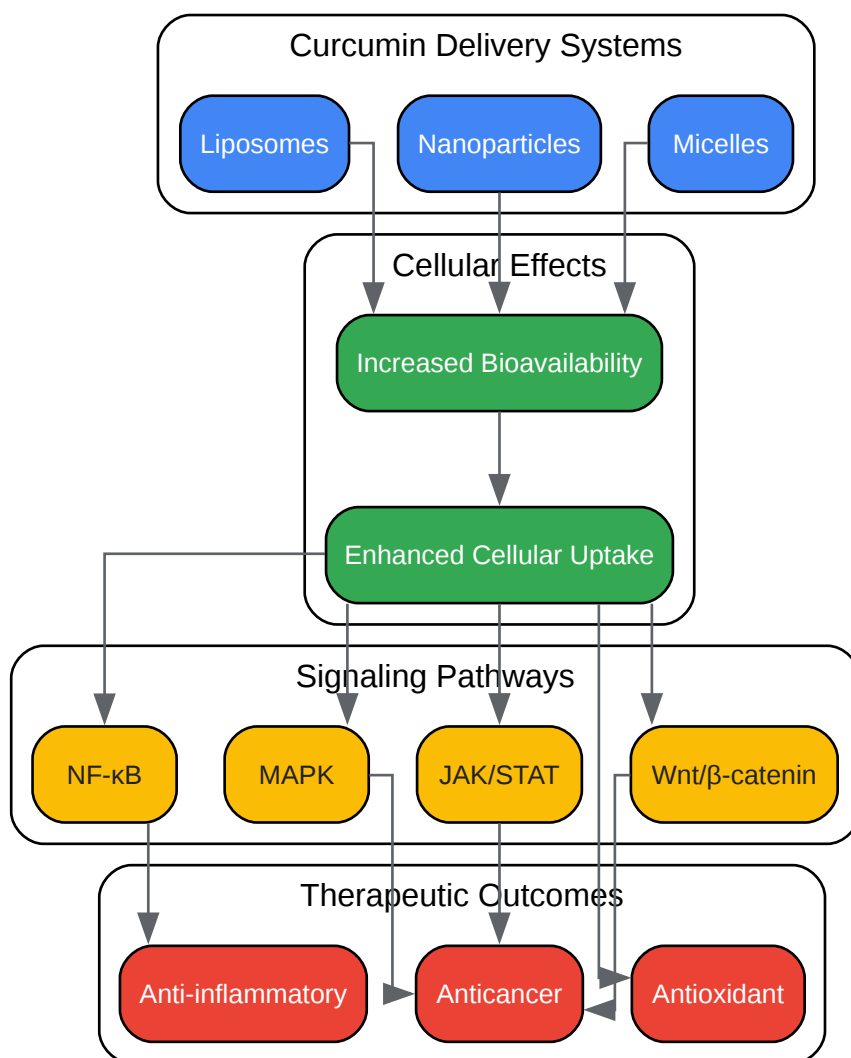 Curcumin Delivery Systems
Liposomes
Nanoparticles
Micelles
Cellular Effects
Increased Bioavailability
Enhanced Cellular Uptake
Signaling Pathways
NF-κB
MAPK
JAK/STAT
Wnt/β-catenin
Therapeutic Outcomes
Anti-inflammatory
Anticancer
Antioxidant